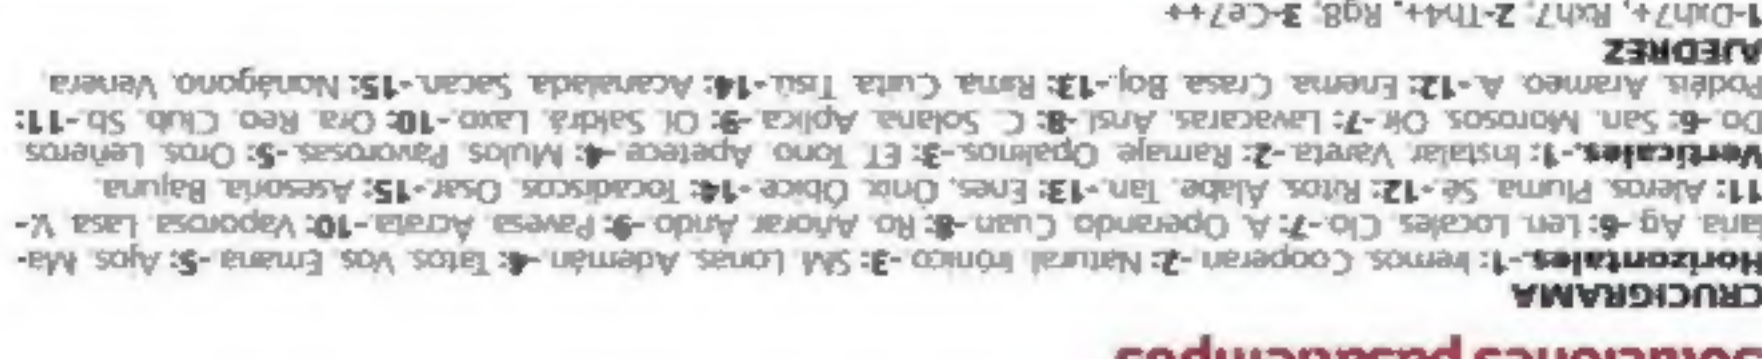 Soluciones pasatiempos
CRUCIGRAMA
Horizontales.-1: Iremos. Cooperan.-2: Natural. Irónico.-3: SM. Lonas. Ademán.-4: Tatos. Vos. Emana.-5: Ajos. Ma-
laria. Ag.-6: Len. Locales. Clo.-7: A. Operando. Cuan.-8: Ro. Añorar. Ando.-9: Pavesa. Ácrata.-10: Vaporosa. Lasa. V.-
11: Aleros. Pluma. Sé.-12: Ritos. Álabe. Tan.-13: Enes. Ónix. Óbice.-14: Tocadiscos. Osar.-15: Asesoría. Bajuna.
Verticales.-1: Instalar. Vareta.-2: Ramaje. Opalinos.-3: ET. Tono. Apetece.-4: Mulos. Pavorosas.-5: Oros. Leñeros.
Do.-6: San. Morosos. Oír.-7: Lavacaras. Ansí.-8: C. Solana. Aplica.-9: OI. Saldrá. Laxo.-10: Ora. Reo. Club. Sb.-11:
Podéis. Arameo. A.-12: Enema. Crasa. Boj.-13: Rama. Cuita. Tisú.-14: Acanalada. Sacan.-15: Nonágono. Venera.
AJEDREZ
1-Dxh7+, Rxh7; 2-Th4++, Rg8; 3-Ce7++